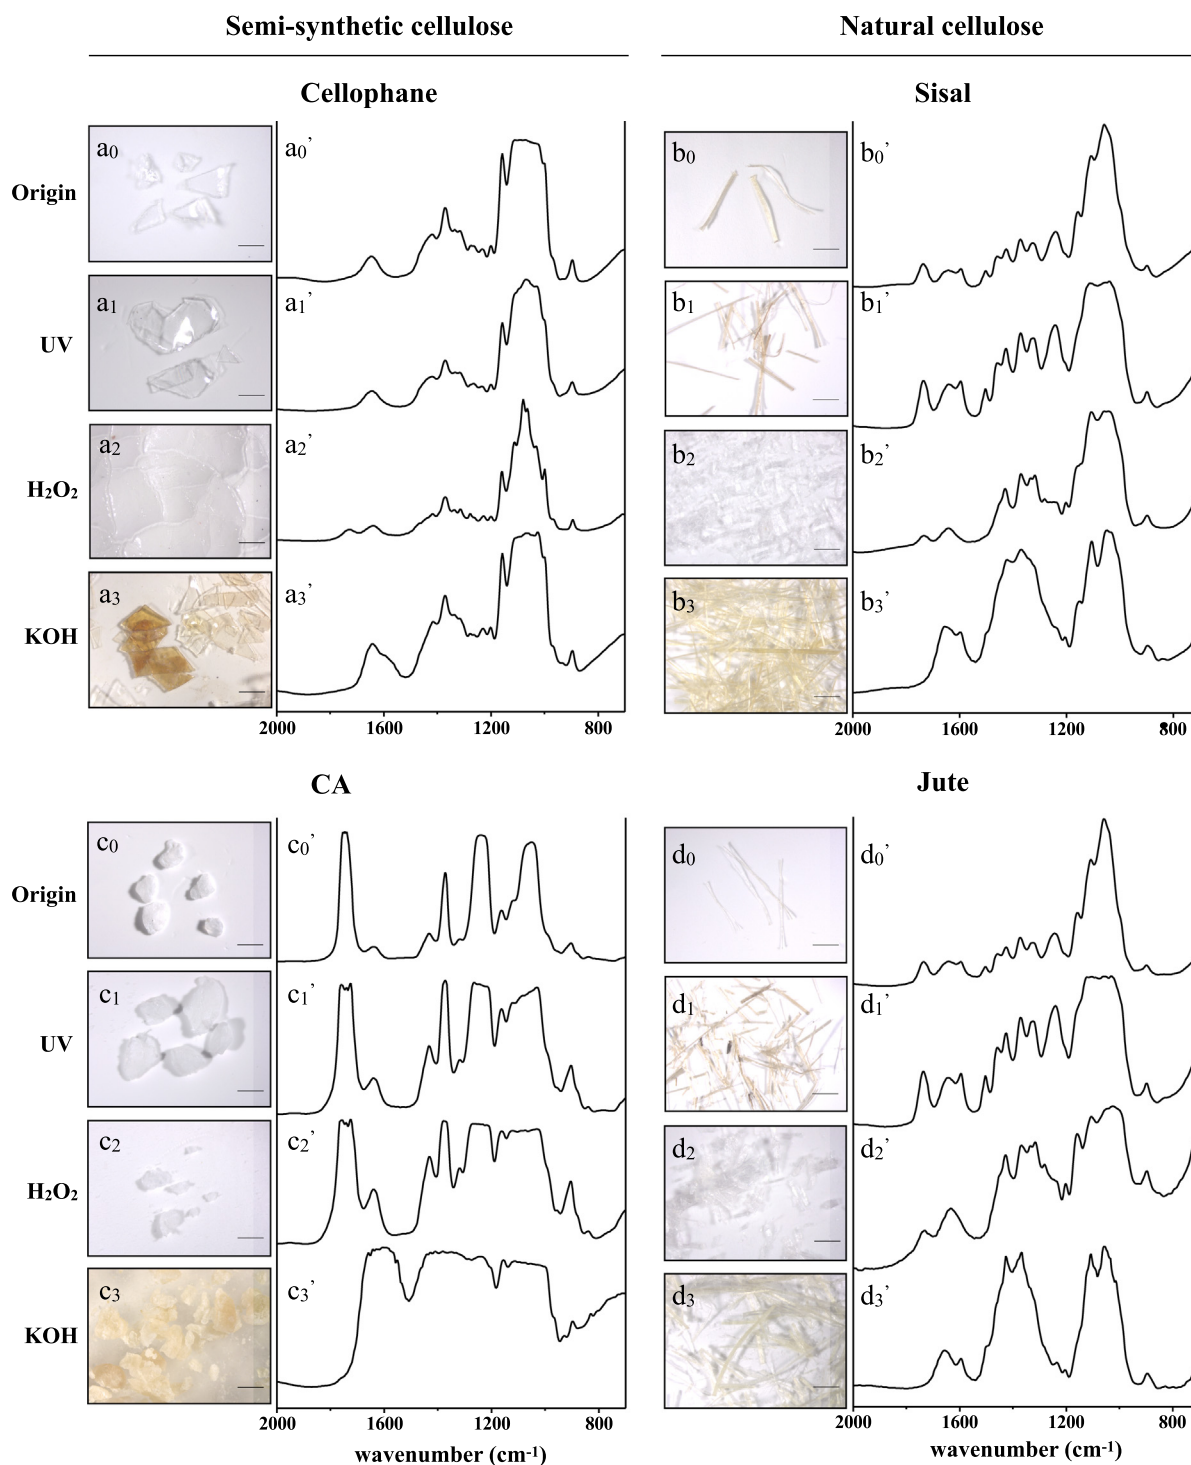 Semi-synthetic cellulose
Natural cellulose
Cellophane
Sisal
Origin
a0
a0’
b0
b0’
UV
a1
a1’
b1
b1’
H2O2
a2
a2’
b2
b2’
KOH
a3
a3’
b3
b3’
2000 1600 1200 800
2000 1600 1200 800
CA
Jute
Origin
c0
c0’
d0
d0’
UV
c1
c1’
d1
d1’
H2O2
c2
c2’
d2
d2’
KOH
c3
c3’
d3
d3’
2000 1600 1200 800
2000 1600 1200 800
wavenumber (cm-1)
wavenumber (cm-1)